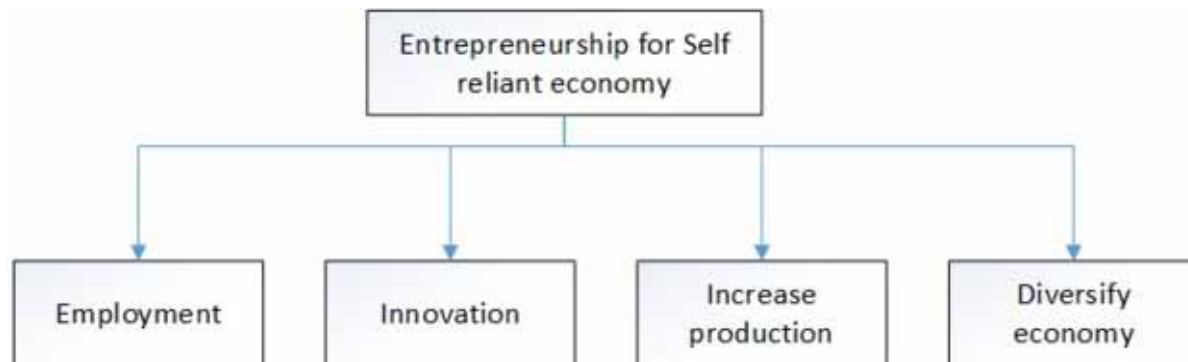 Entrepreneurship for Self
reliant economy
Employment
Innovation
Increase
production
Diversify
economy